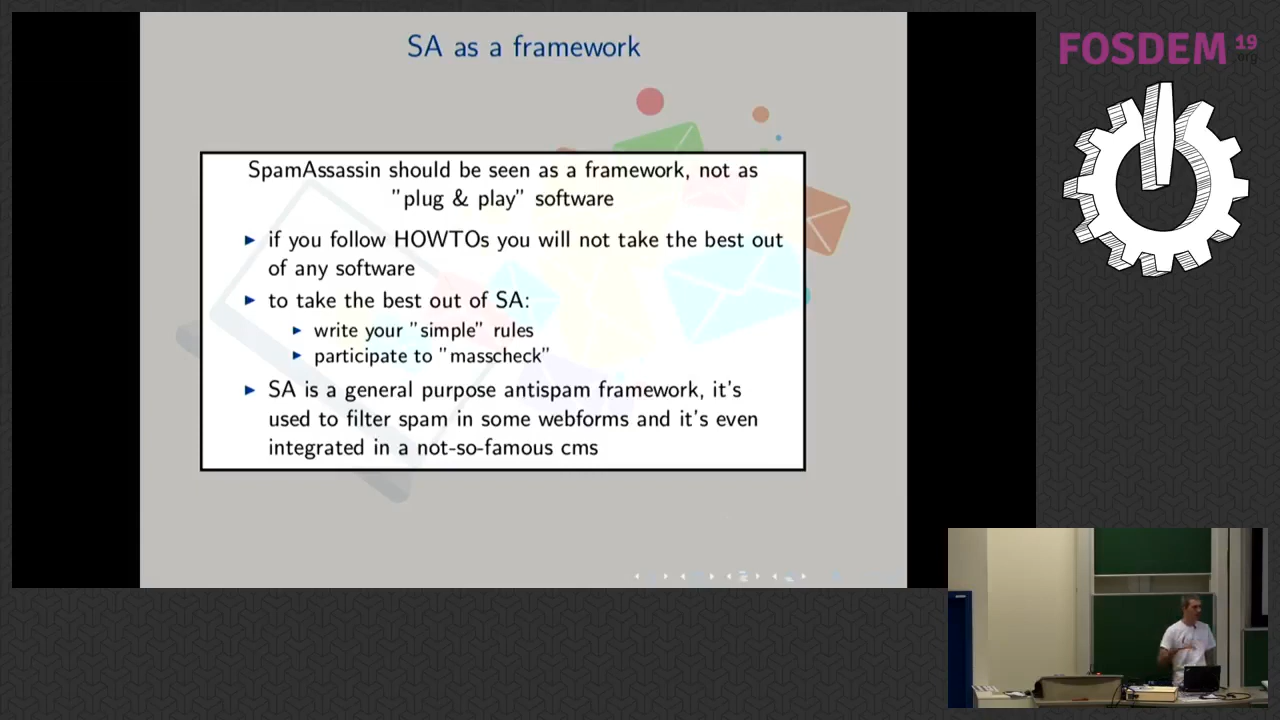 SA as a framework
FOSDEM 19
.org
SpamAssassin should be seen as a framework, not as
"plug & play" software
if you follow HOWTOs you will not take the best out
of any software
to take the best out of SA:
write your "simple" rules
participate to "masscheck"
SA is a general purpose antispam framework, it's
used to filter spam in some webforms and it's even
integrated in a not-so-famous cms